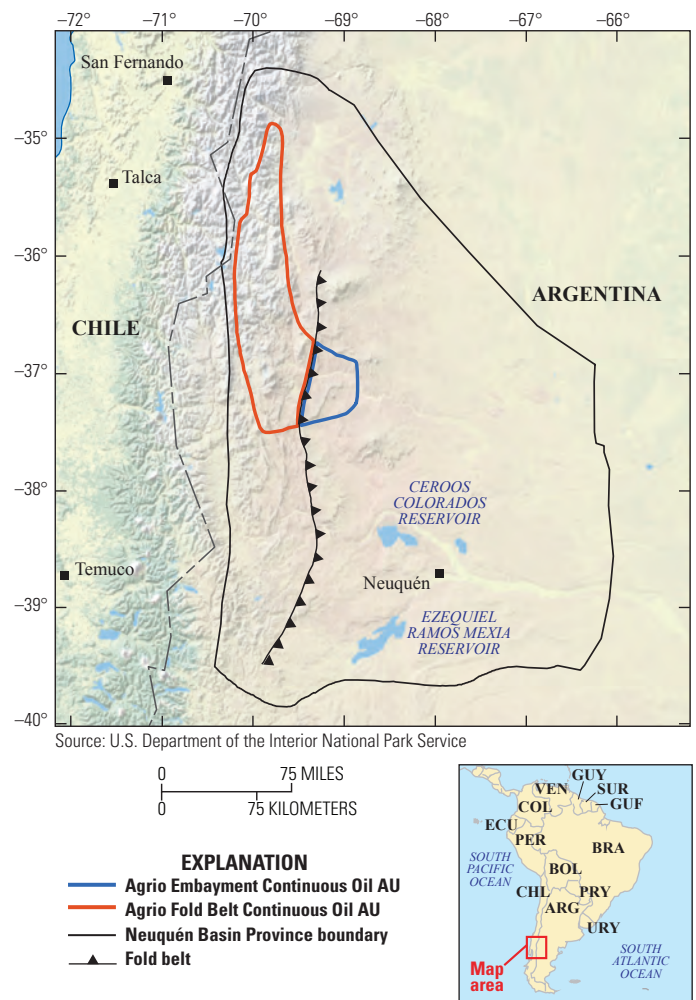 −72 −71° −70° −69° −68° −67° −66°
San Fernando
−35°
Talca
−36°
ARGENTINA
CHILE
−37°
−38°
CEROOS
COLORADOS
RESERVOIR
Temuco
Neuquén
−39°
EZEQUIEL
RAMOS MEXIA
RESERVOIR
−40°
Source: U.S. Department of the Interior National Park Service
0 75 MILES
0 75 KILOMETERS
EXPLANATION
Agrio Embayment Continuous Oil AU
Agrio Fold Belt Continuous Oil AU
Neuquén Basin Province boundary
Fold belt
GUY
VEN
SUR
COL
GUF
ECU
PER
BRA
SOUTH
PACIFIC
OCEAN
BOL
CHL
PRY
ARG
URY
Map
area
SOUTH
ATLANTIC
OCEAN